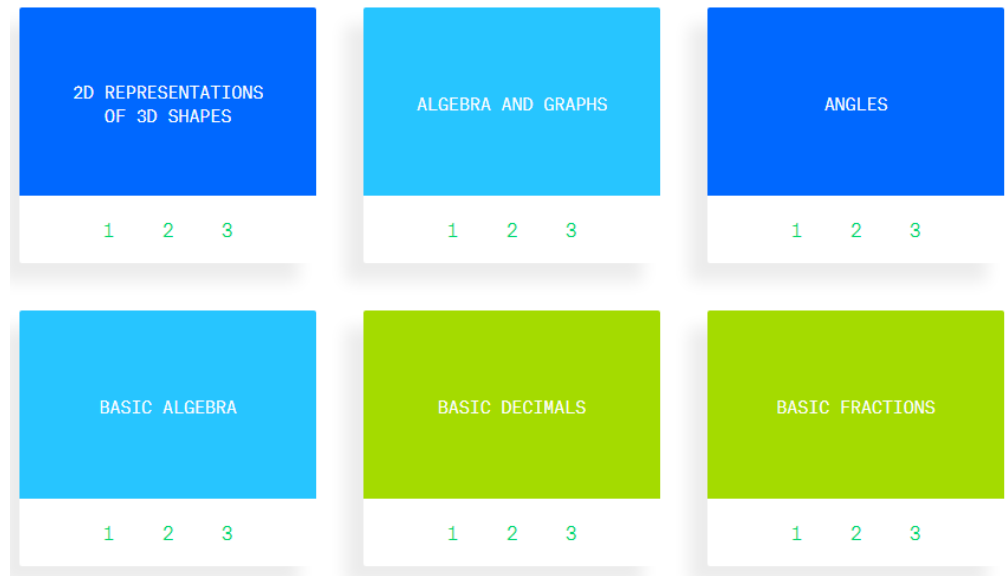 2D REPRESENTATIONS
OF 3D SHAPES
1 2 3
ALGEBRA AND GRAPHS
1 2 3
ANGLES
1 2 3
BASIC ALGEBRA
1 2 3
BASIC DECIMALS
1 2 3
BASIC FRACTIONS
1 2 3